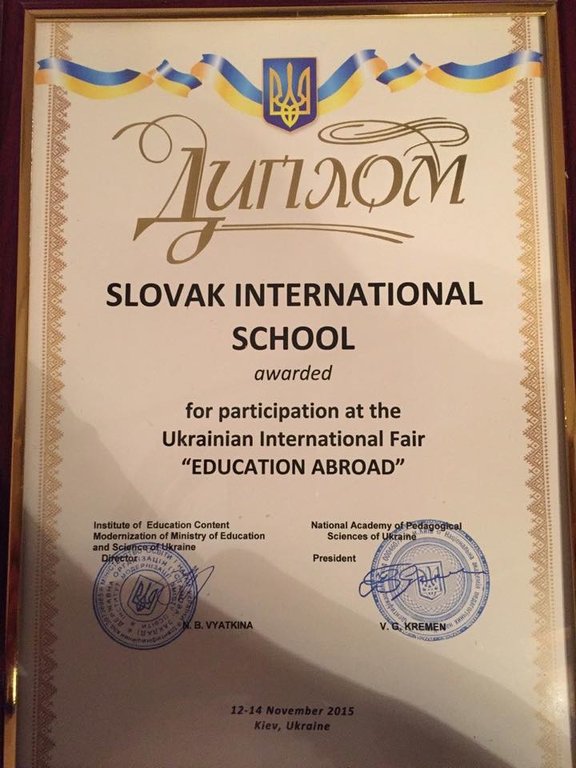 Диплом
SLOVAK INTERNATIONAL
SCHOOL
awarded
for participation at the
Ukrainian International Fair
“EDUCATION ABROAD”
Institute of Education Content
Modernization of Ministry of Education
and Science of Ukraine
Director
N. B. VYATKINA
National Academy of Pedagogical
Sciences of Ukraine
President
V. G. KREMEN
12-14 November 2015
Kiev, Ukraine